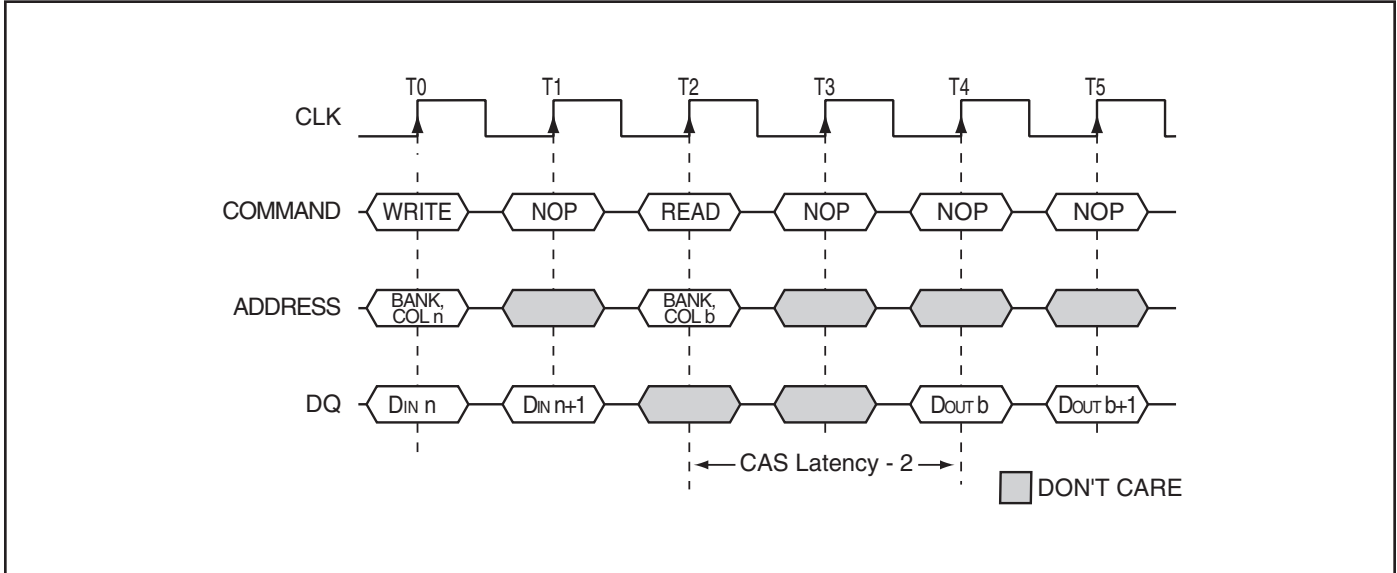 T0 T1 T2 T3 T4 T5
CLK
COMMAND WRITE NOP READ NOP NOP NOP
BANK, BANK,
ADDRESS
COL n COL b
DQ DIN n DIN n+1 DOUT b DOUT b+1
CAS Latency - 2
DON'T CARE